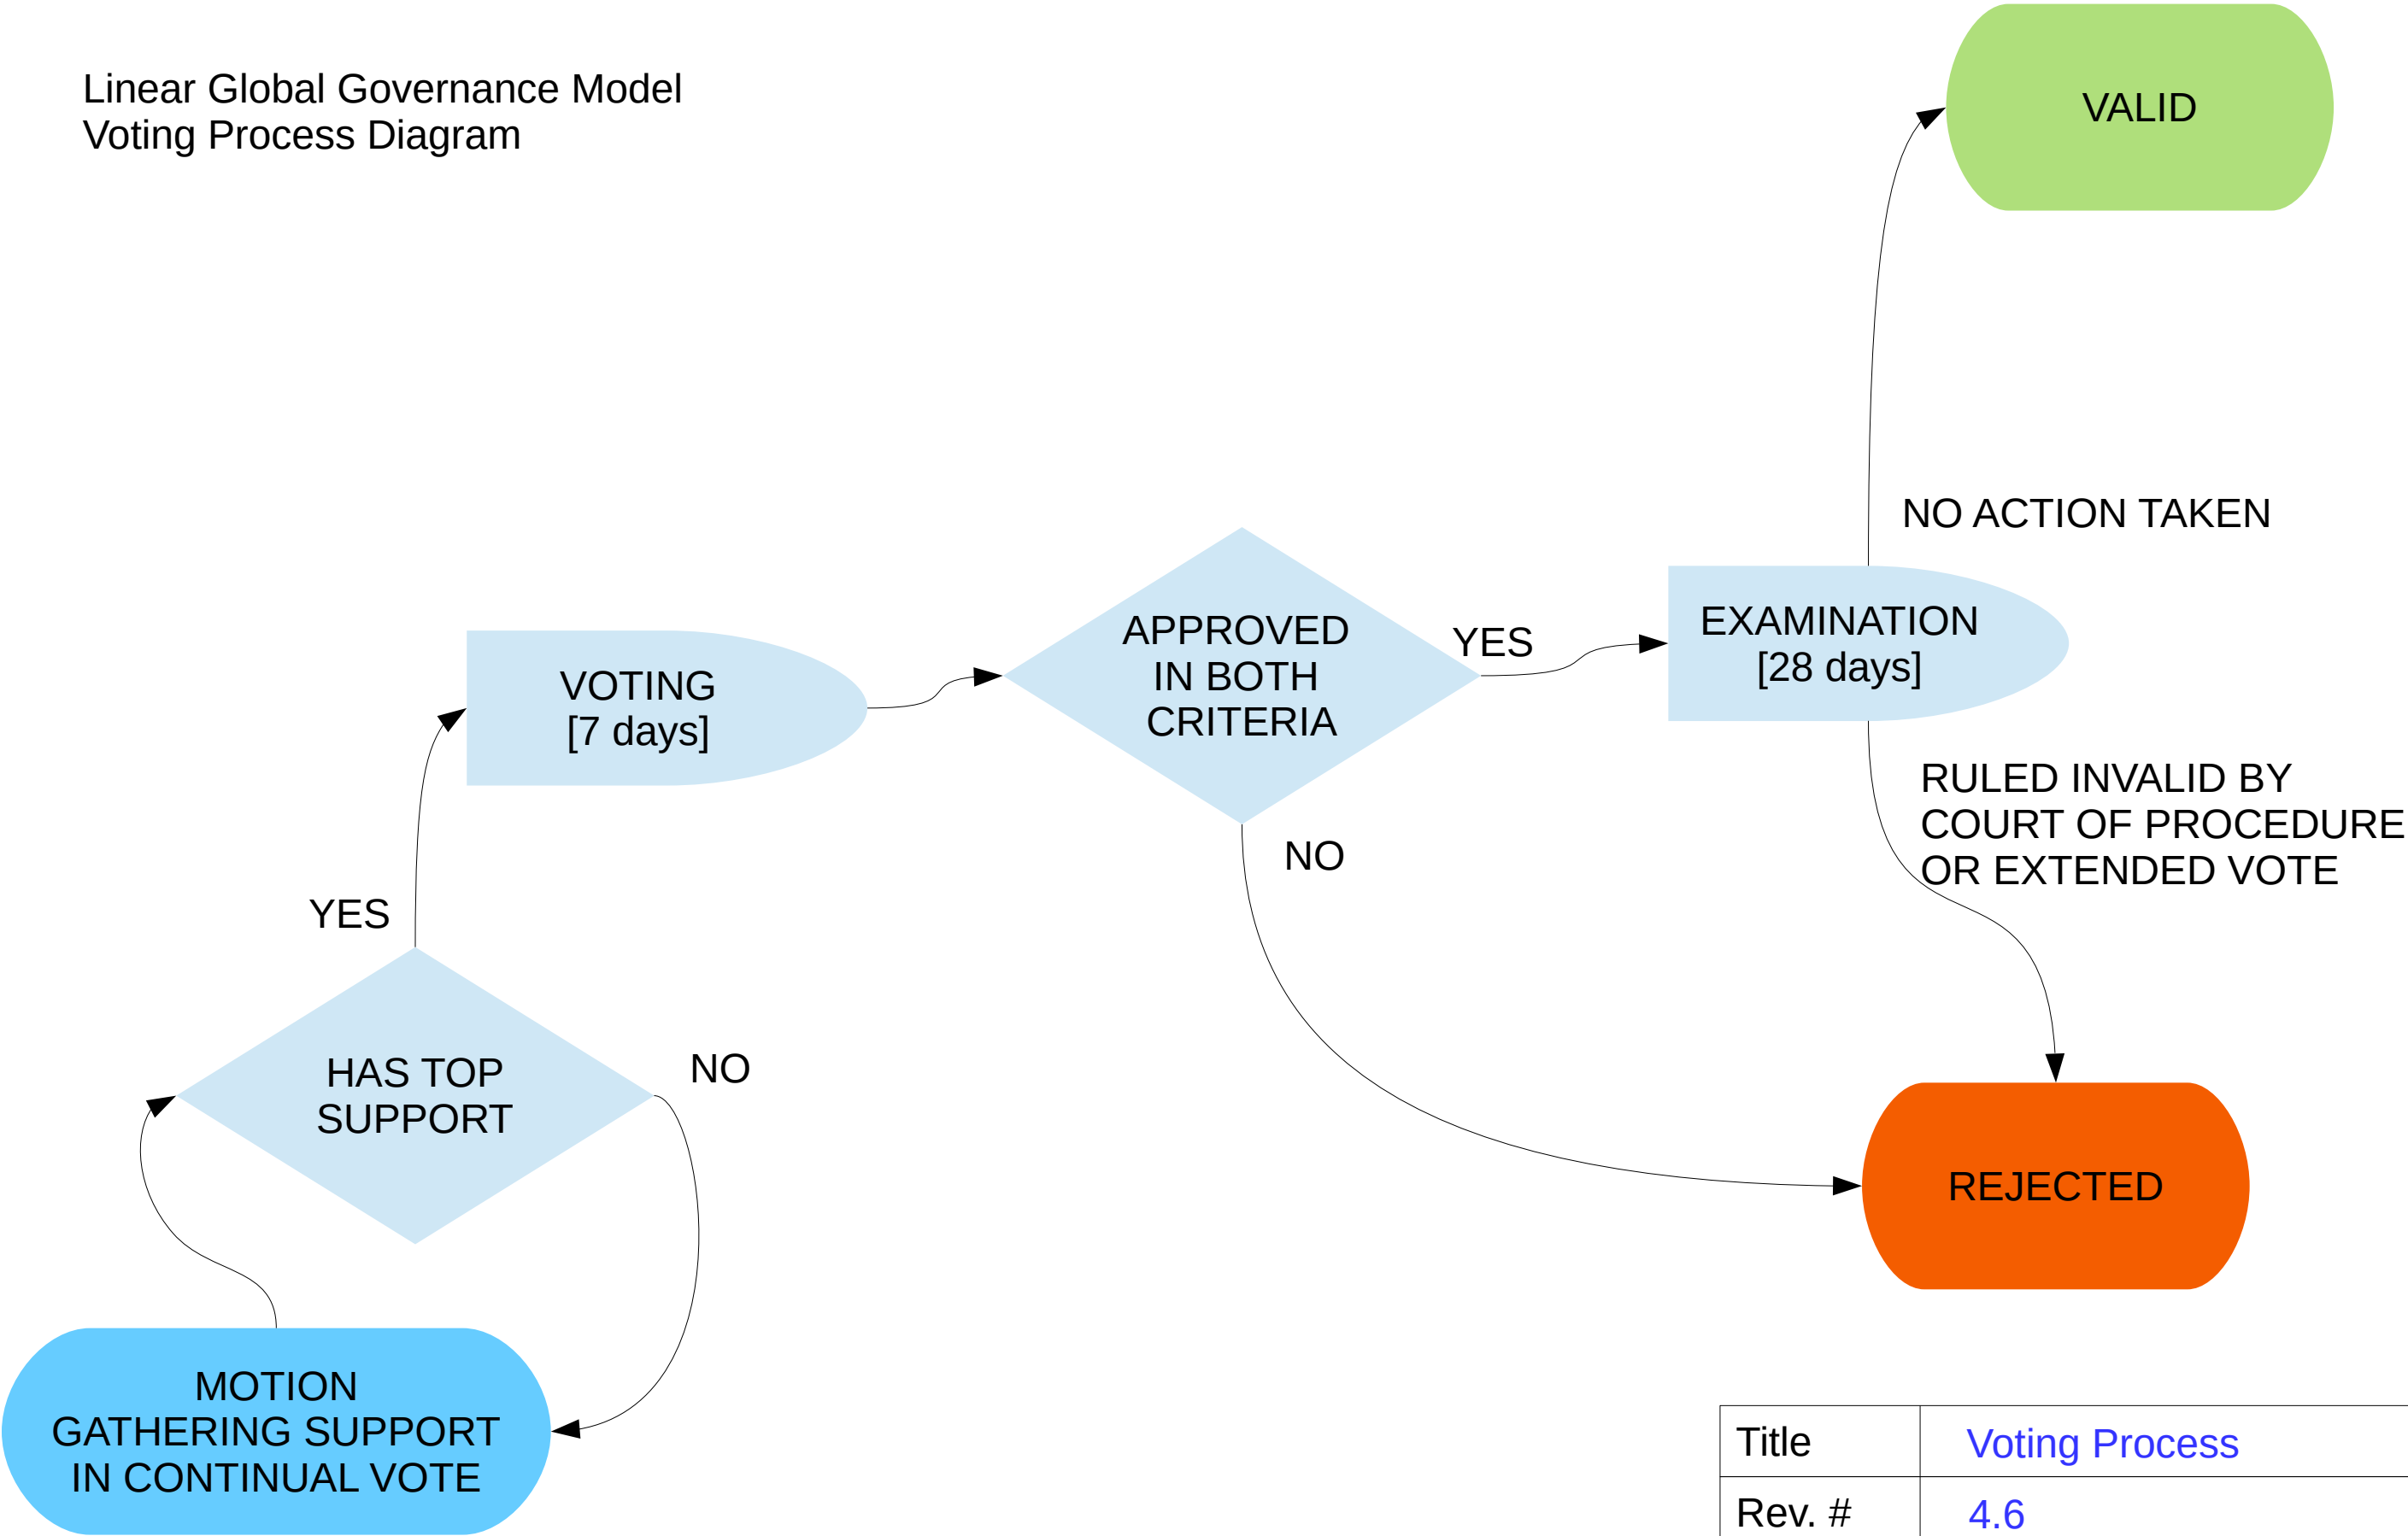 Linear Global Governance Model
Voting Process Diagram
VALID
NO ACTION TAKEN
APPROVED
IN BOTH
CRITERIA
YES
EXAMINATION
[28 days]
VOTING
[7 days]
RULED INVALID BY
COURT OF PROCEDURE
OR EXTENDED VOTE
NO
YES
HAS TOP
SUPPORT
NO
REJECTED
MOTION
GATHERING SUPPORT
IN CONTINUAL VOTE
Title Voting Process
Rev. # 4.6